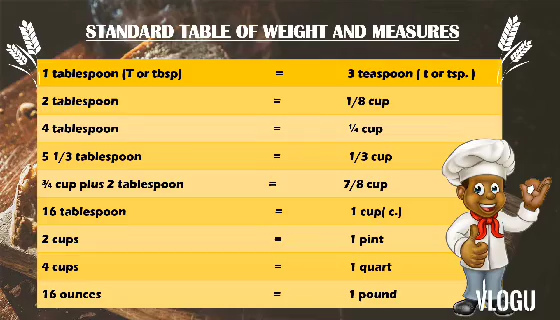 STANDARD TABLE OF WEIGHT AND MEASURES
1 tablespoon (T or tbsp) = 3 teaspoon ( t or tsp. )
2 tablespoon = 1/8 cup
4 tablespoon = ¼ cup
5 1/3 tablespoon = 1/3 cup
¾ cup plus 2 tablespoon = 7/8 cup
16 tablespoon = 1 cup( c.)
2 cups = 1 pint
4 cups = 1 quart
16 ounces = 1 pound
VLOGU